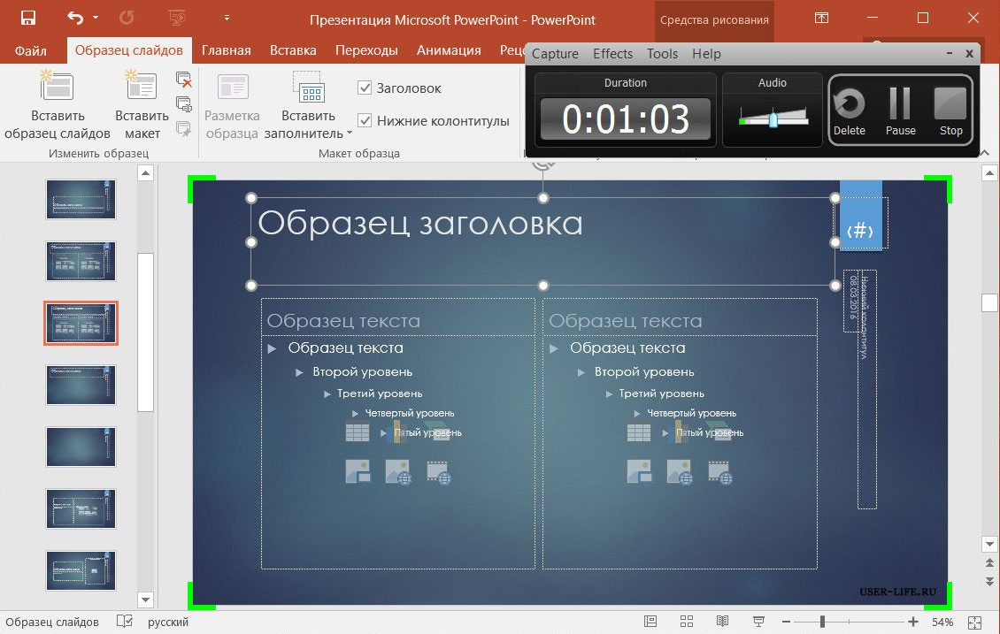 Презентация Microsoft PowerPoint - PowerPoint
Средства рисования
Файл
Образец слайдов
Главная
Вставка
Переходы
Анимация
Рец
Capture Effects Tools Help
Duration
0:01:03
Audio
Delete
Pause
Stop
Вставить
образец слайдов
Вставить
макет
Разметка
образца
Вставить
заполнитель
Заголовок
Нижние колонтитулы
Изменить образец
Макет образца
Образец заголовка
‹#›
08.03.2016
Нижний колонтитул
Образец текста
Образец текста
Второй уровень
Третий уровень
Четвертый уровень
Пятый уровень
Образец текста
Образец текста
Второй уровень
Третий уровень
Четвертый уровень
Пятый уровень
USER-LIFE.RU
Образец слайдов
русский
54%